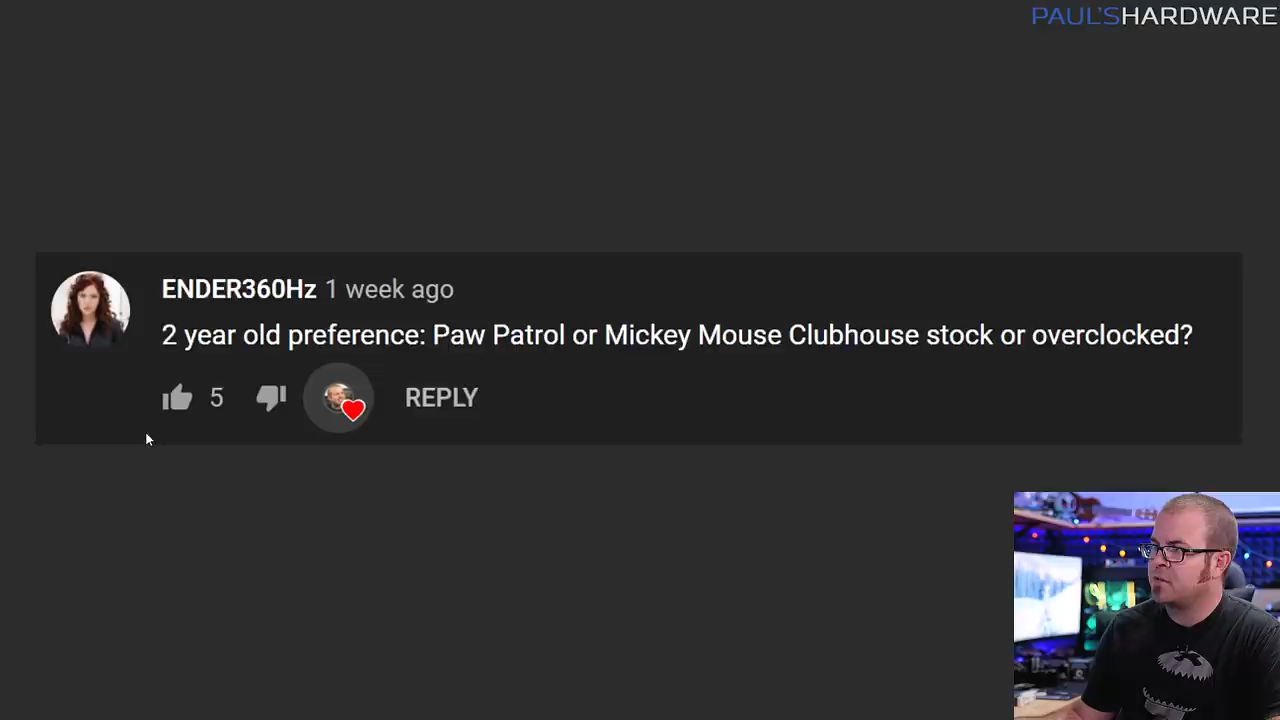 PAUL'SHARDWARE
ENDER360Hz 1 week ago
2 year old preference: Paw Patrol or Mickey Mouse Clubhouse stock or overclocked?
5 REPLY